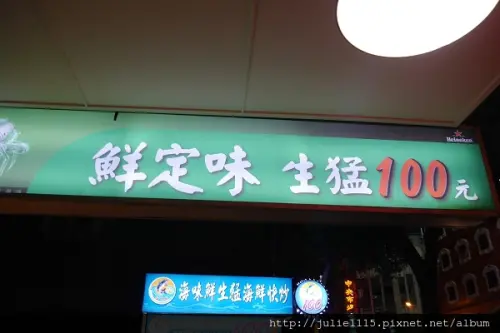 Heineken
鮮定味 生猛100元
海味鮮生猛海鮮快炒
100
http://julie1115.pixnet.net/album